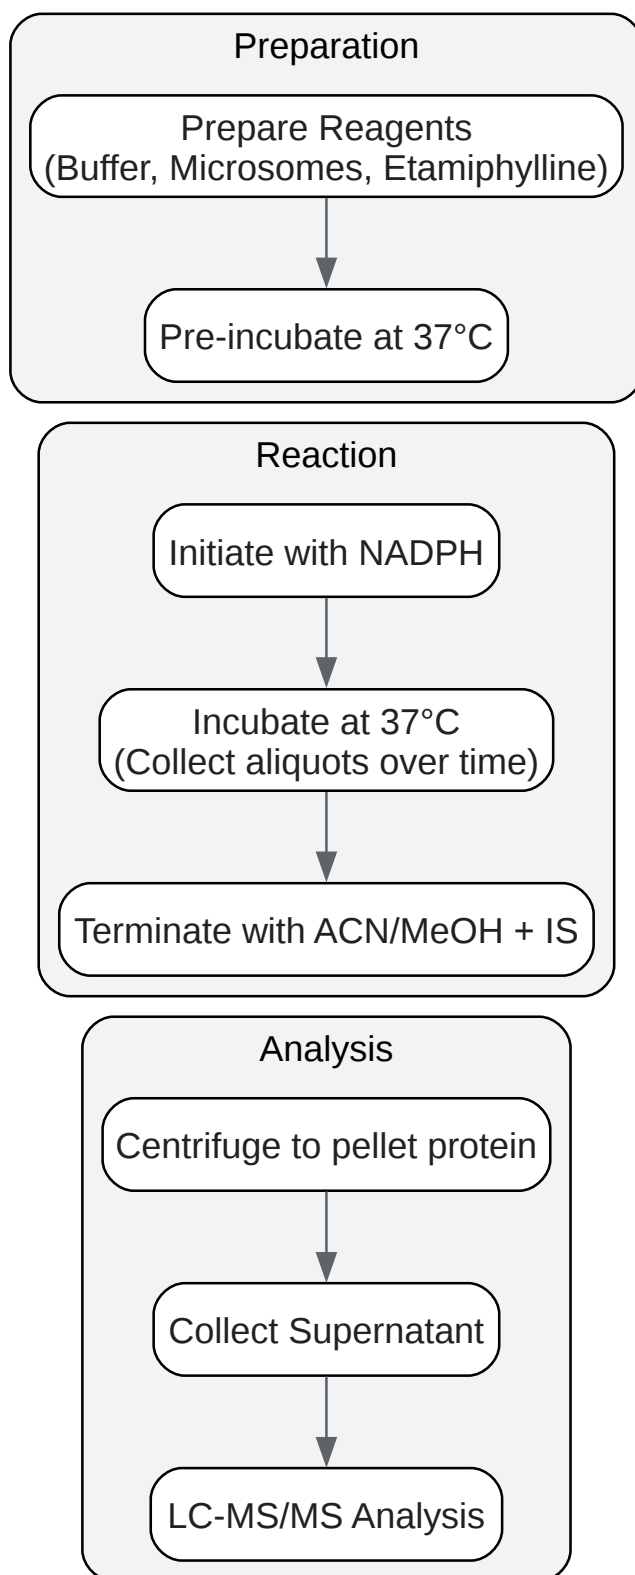 Preparation
Prepare Reagents
(Buffer, Microsomes, Etamiphylline)
Pre-incubate at 37°C
Reaction
Initiate with NADPH
Incubate at 37°C
(Collect aliquots over time)
Terminate with ACN/MeOH + IS
Analysis
Centrifuge to pellet protein
Collect Supernatant
LC-MS/MS Analysis